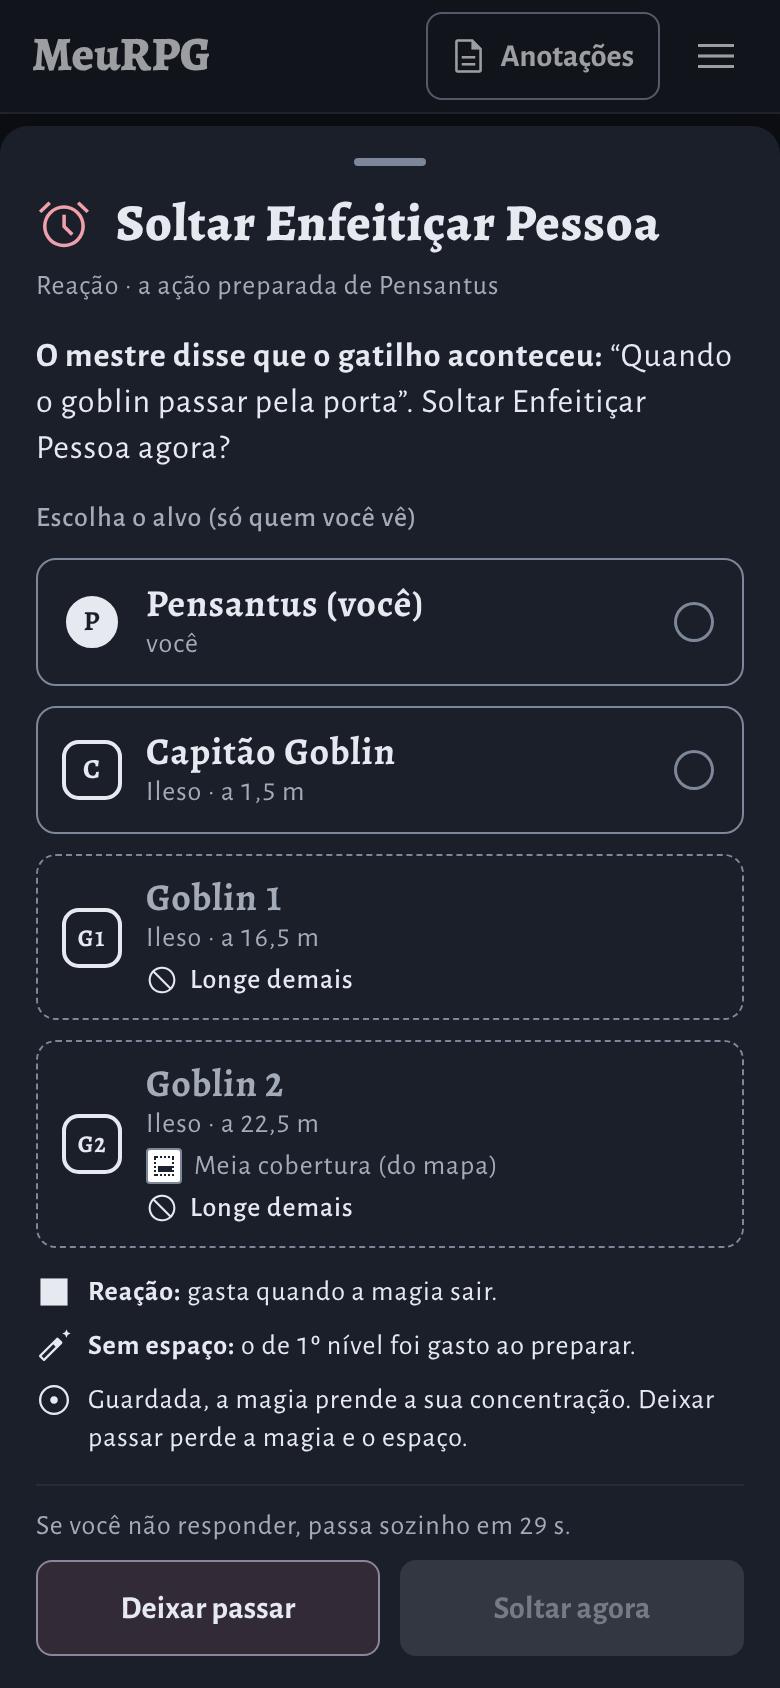 MeuRPG
Anotações
Soltar Enfeitiçar Pessoa
Reação · a ação preparada de Pensantus
O mestre disse que o gatilho aconteceu: “Quando
o goblin passar pela porta”. Soltar Enfeitiçar
Pessoa agora?
Escolha o alvo (só quem você vê)
P
Pensantus (você)
você
C
Capitão Goblin
Ileso · a 1,5 m
Goblin 1
G1
Ileso · a 16,5 m
Longe demais
Goblin 2
Ileso · a 22,5 m
G2
Meia cobertura (do mapa)
Longe demais
Reação: gasta quando a magia sair.
Sem espaço: o de 1º nível foi gasto ao preparar.
Guardada, a magia prende a sua concentração. Deixar
passar perde a magia e o espaço.
Se você não responder, passa sozinho em 29 s.
Deixar passar
Soltar agora